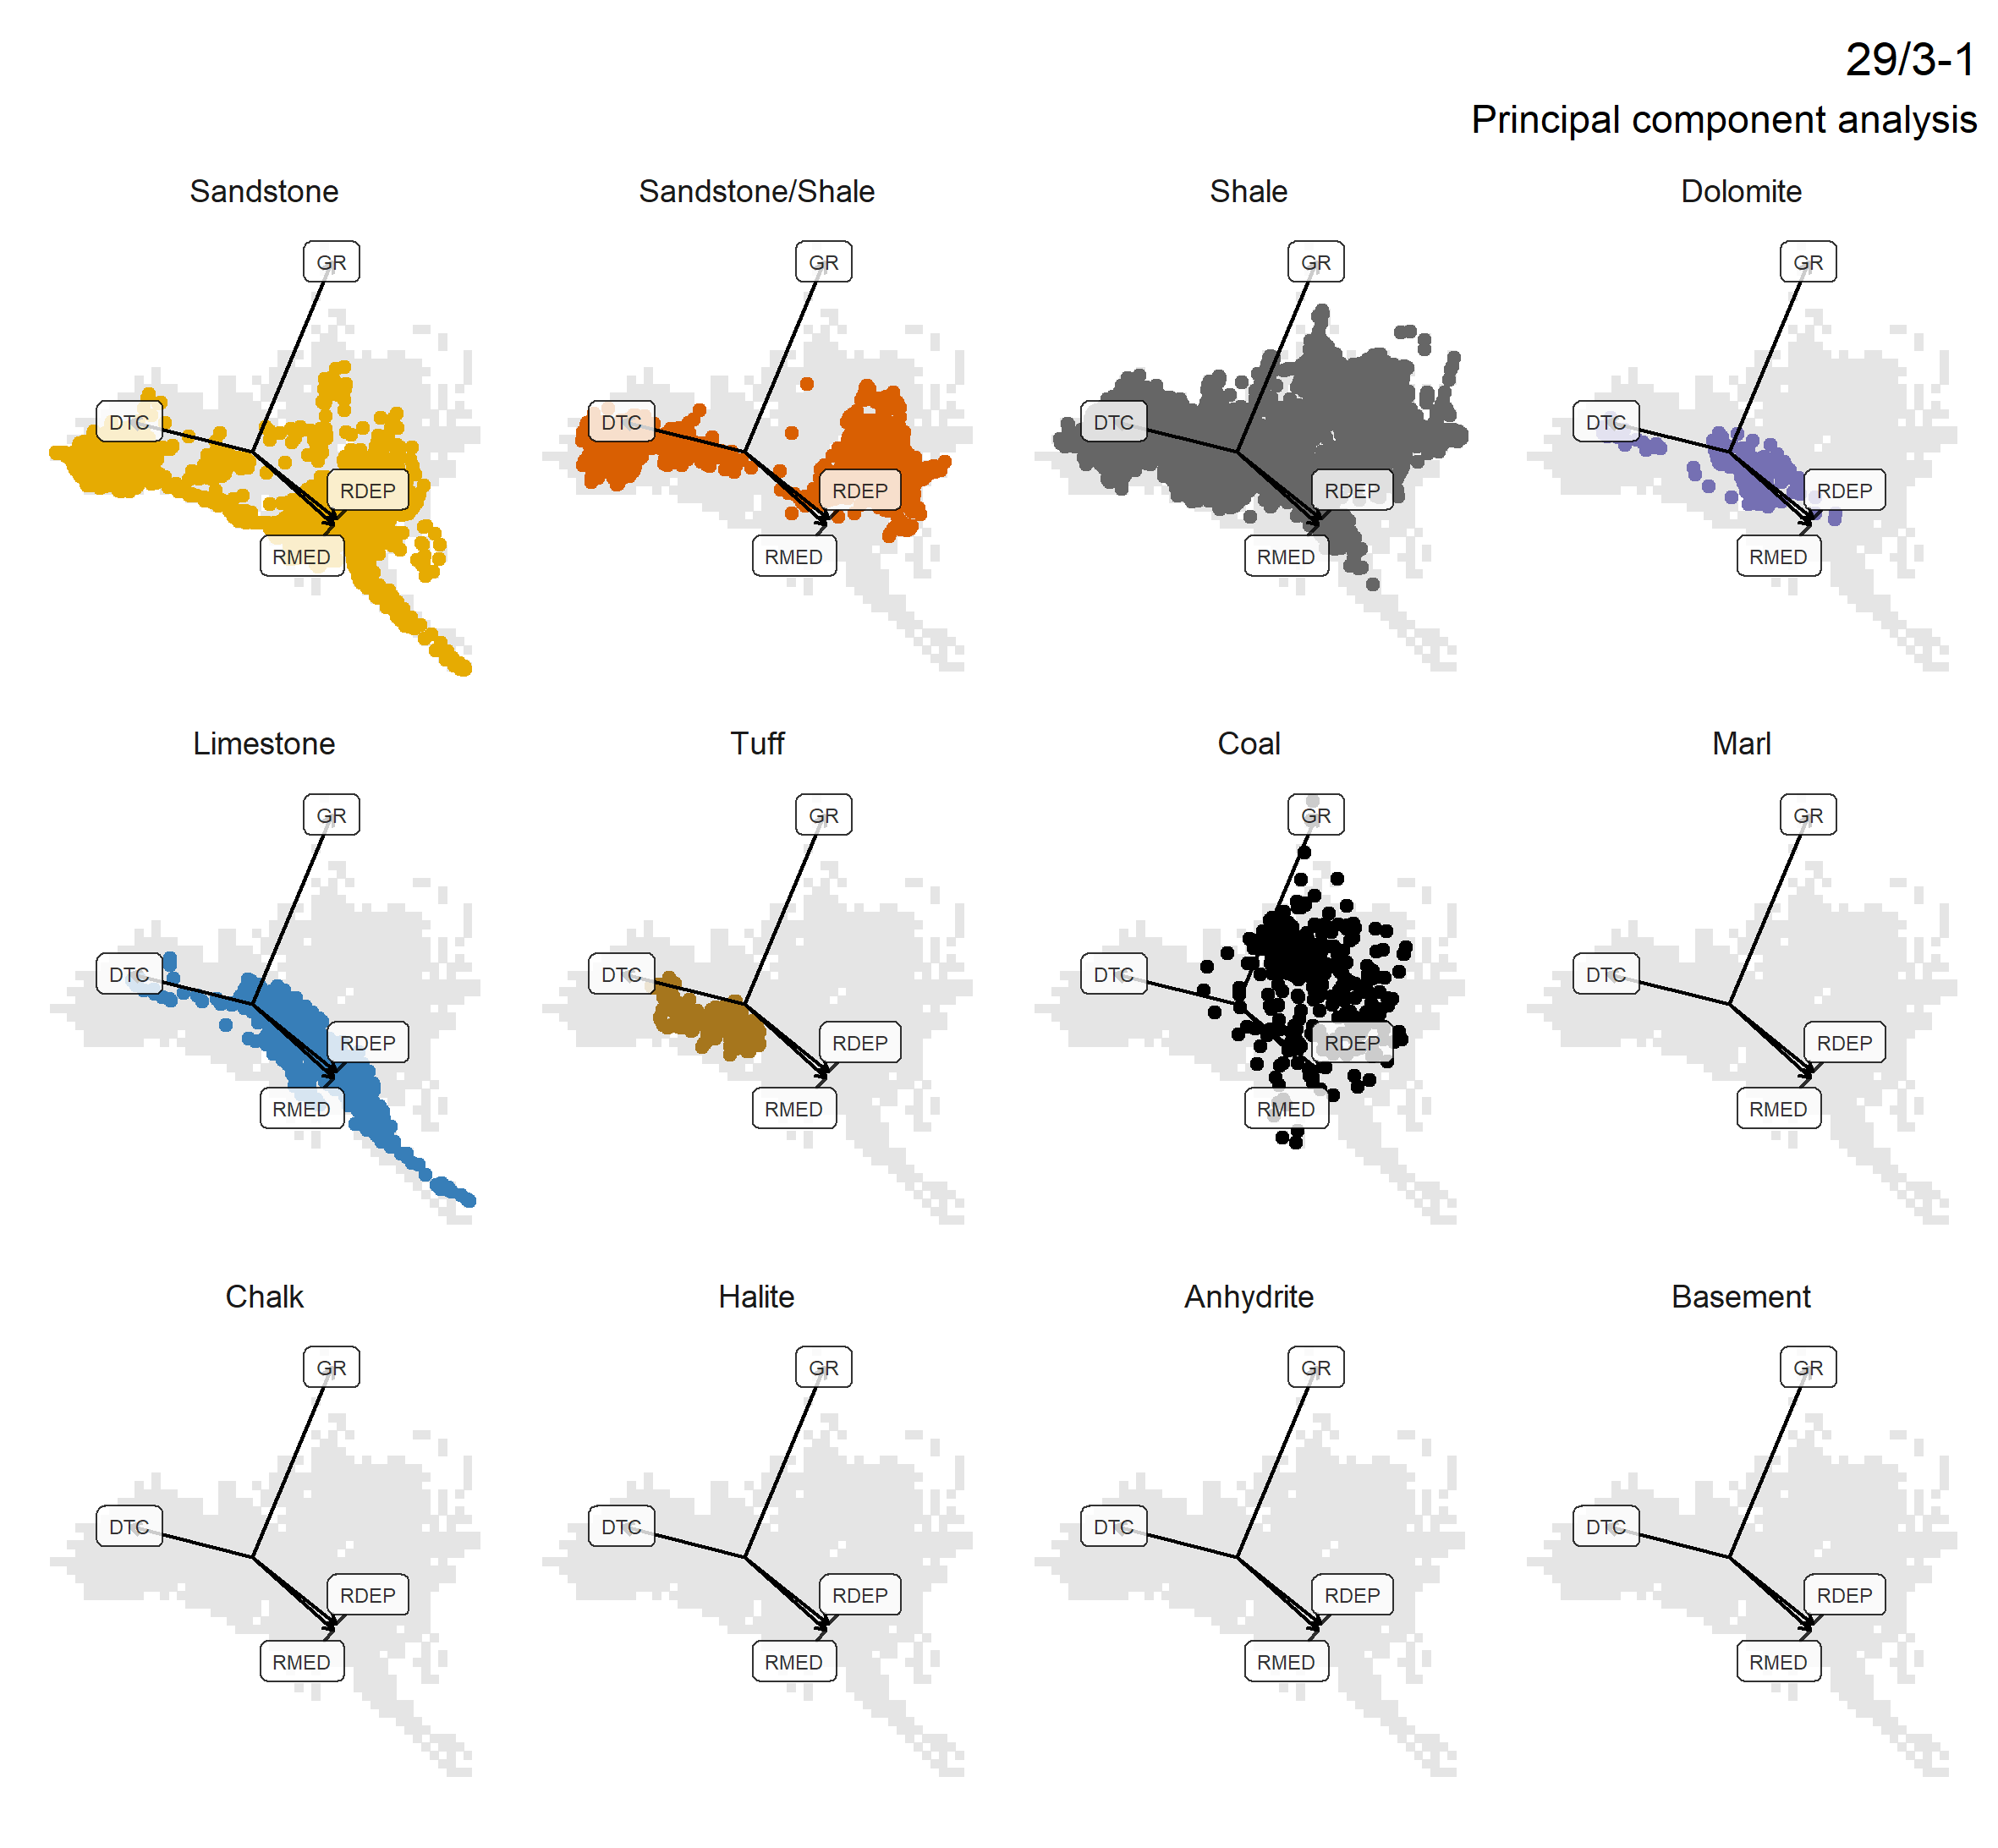 29/3-1
Principal component analysis
Sandstone
Sandstone/Shale
Shale
Dolomite
GR
GR
GR
GR
DTC
DTC
DTC
DTC
RDEP
RDEP
RDEP
RDEP
RMED
RMED
RMED
RMED
Limestone
Tuff
Coal
Marl
GR
GR
GR
GR
DTC
DTC
DTC
DTC
RDEP
RDEP
RDEP
RDEP
RMED
RMED
RMED
RMED
Chalk
Halite
Anhydrite
Basement
GR
GR
GR
GR
DTC
DTC
DTC
DTC
RDEP
RDEP
RDEP
RDEP
RMED
RMED
RMED
RMED